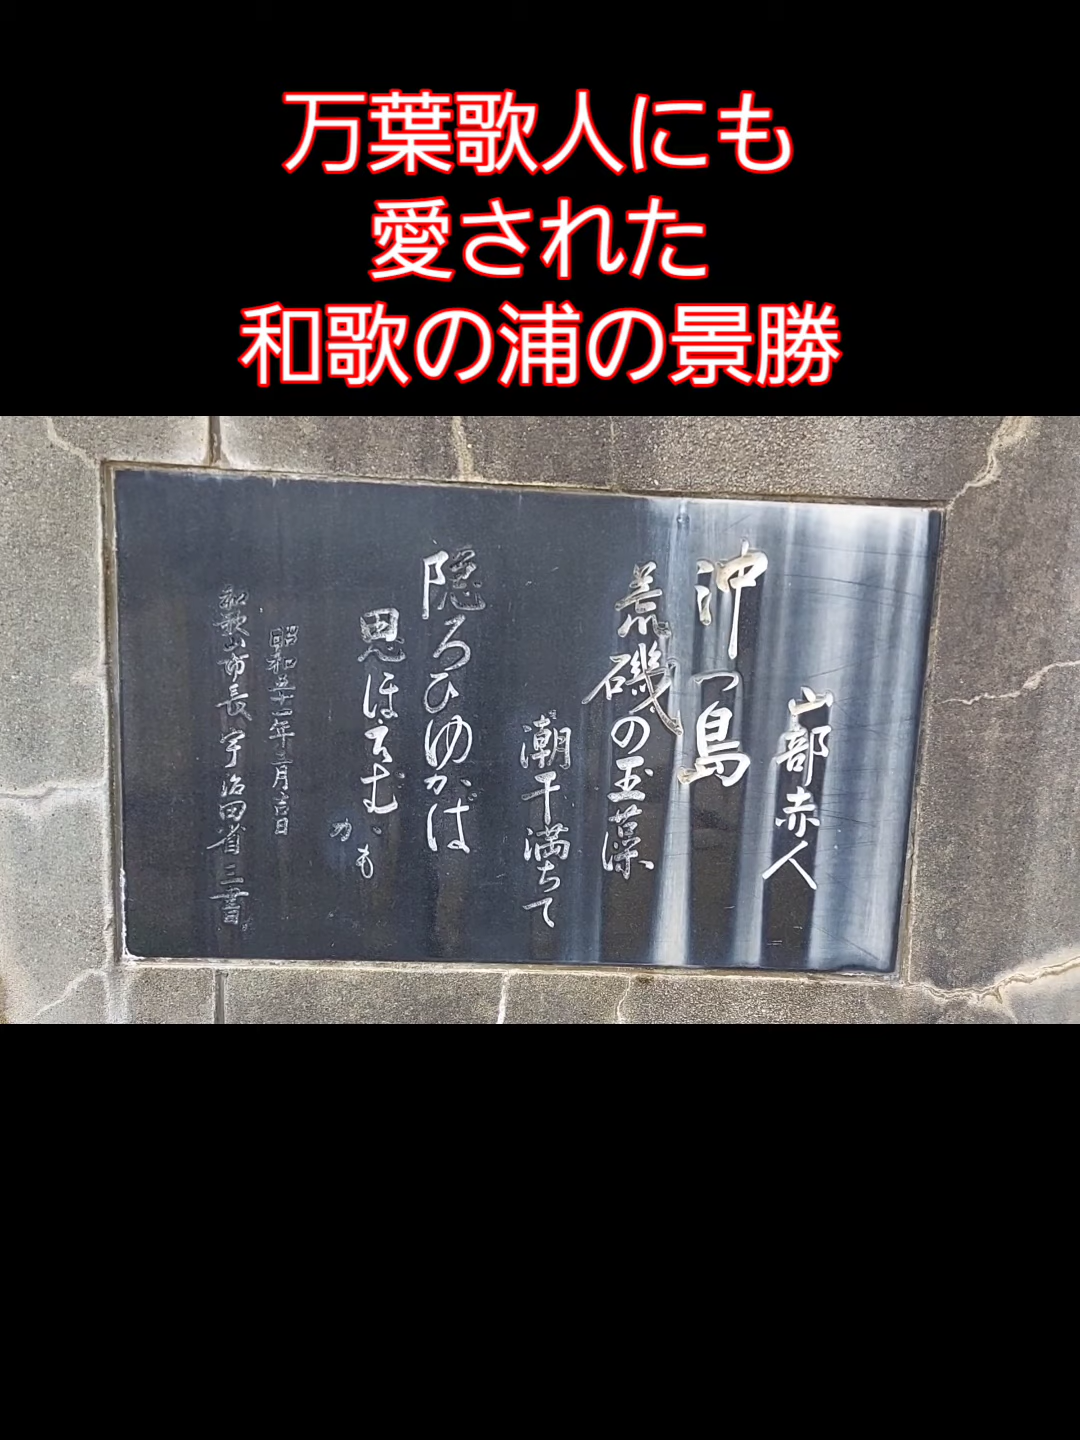 万葉歌人にも
愛された
和歌の浦の景勝
山部赤人
沖つ島
荒磯の玉藻
潮干満ちて
隠ろひゆかば
思ほえむ
かも
昭和五十一年三月吉日
和歌山市長宇治田省三書